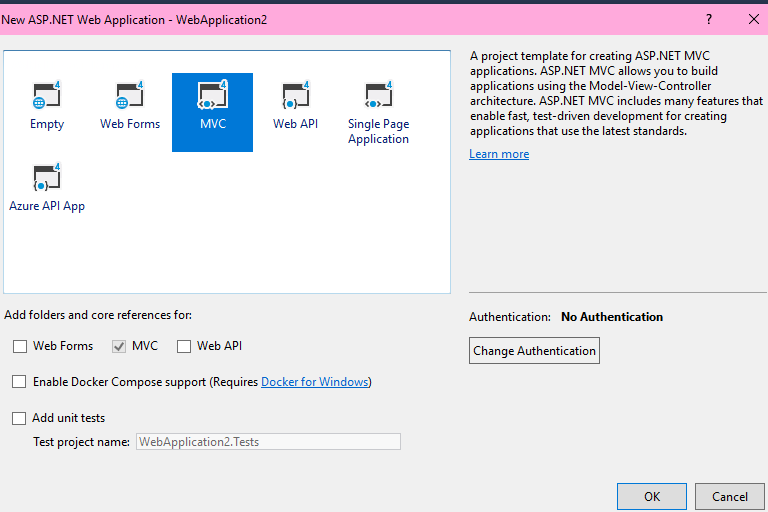 New ASP.NET Web Application - WebApplication2
?
4
Empty
4
Web Forms
4
MVC
4
Web API
4
Single Page
Application
4
Azure API App
A project template for creating ASP.NET MVC
applications. ASP.NET MVC allows you to build
applications using the Model-View-Controller
architecture. ASP.NET MVC includes many features that
enable fast, test-driven development for creating
applications that use the latest standards.
Learn more
Add folders and core references for:
Web Forms
MVC
Web API
Enable Docker Compose support (Requires Docker for Windows)
Add unit tests
Test project name: WebApplication2.Tests
Authentication: No Authentication
Change Authentication
OK
Cancel